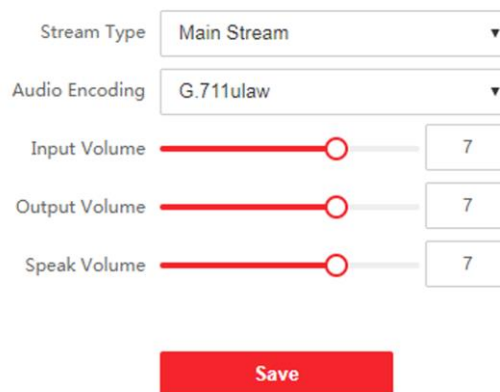 Stream Type Main Stream
Audio Encoding G.711ulaw
Input Volume 7
Output Volume 7
Speak Volume 7
Save